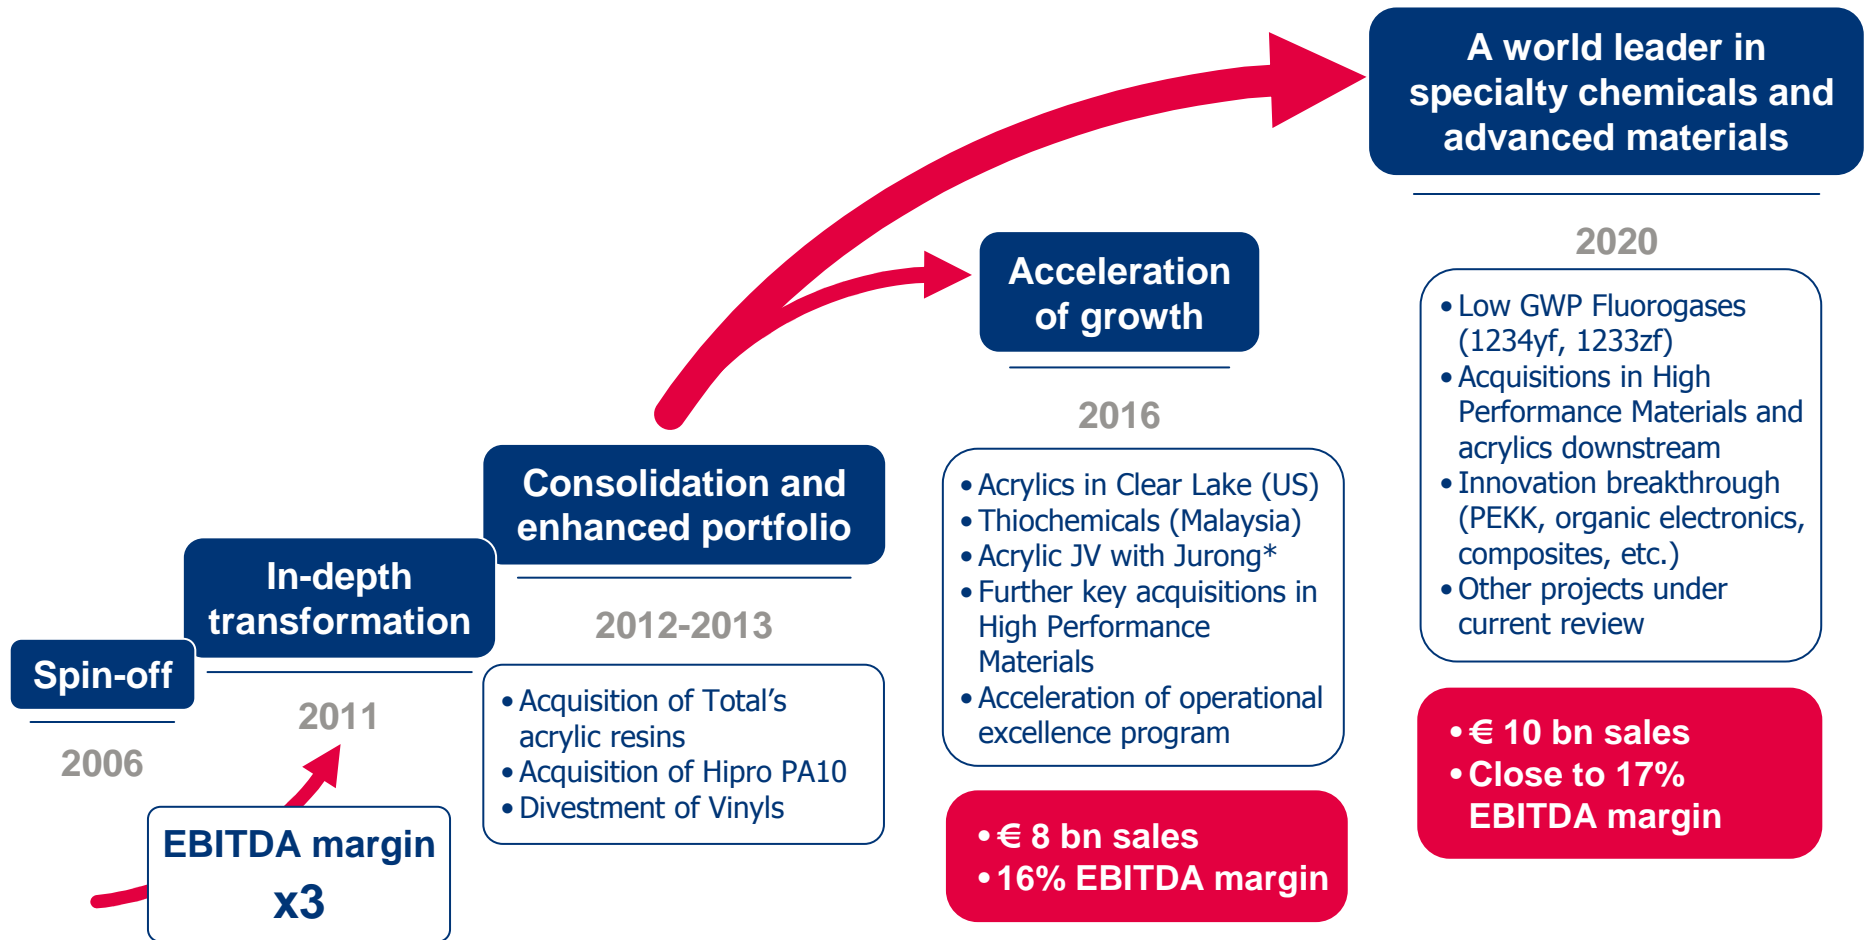 Spin-off
2006
In-depth
transformation
2011
EBITDA margin
x3
Consolidation and
enhanced portfolio
2012-2013
• Acquisition of Total’s
acrylic resins
• Acquisition of Hipro PA10
• Divestment of Vinyls
Acceleration
of growth
2016
• Acrylics in Clear Lake (US)
• Thiochemicals (Malaysia)
• Acrylic JV with Jurong*
• Further key acquisitions in
High Performance
Materials
• Acceleration of operational
excellence program
• € 8 bn sales
• 16% EBITDA margin
A world leader in
specialty chemicals and
advanced materials
2020
• Low GWP Fluorogases
(1234yf, 1233zf)
• Acquisitions in High
Performance Materials and
acrylics downstream
• Innovation breakthrough
(PEKK, organic electronics,
composites, etc.)
• Other projects under
current review
• € 10 bn sales
• Close to 17%
EBITDA margin